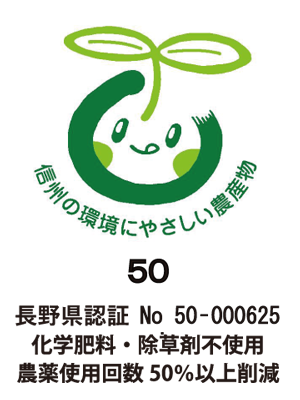 信州の環境にやさしい農産物
50
長野県認証 No 50-000625
化学肥料・除草剤不使用
農薬使用回数50%以上削減